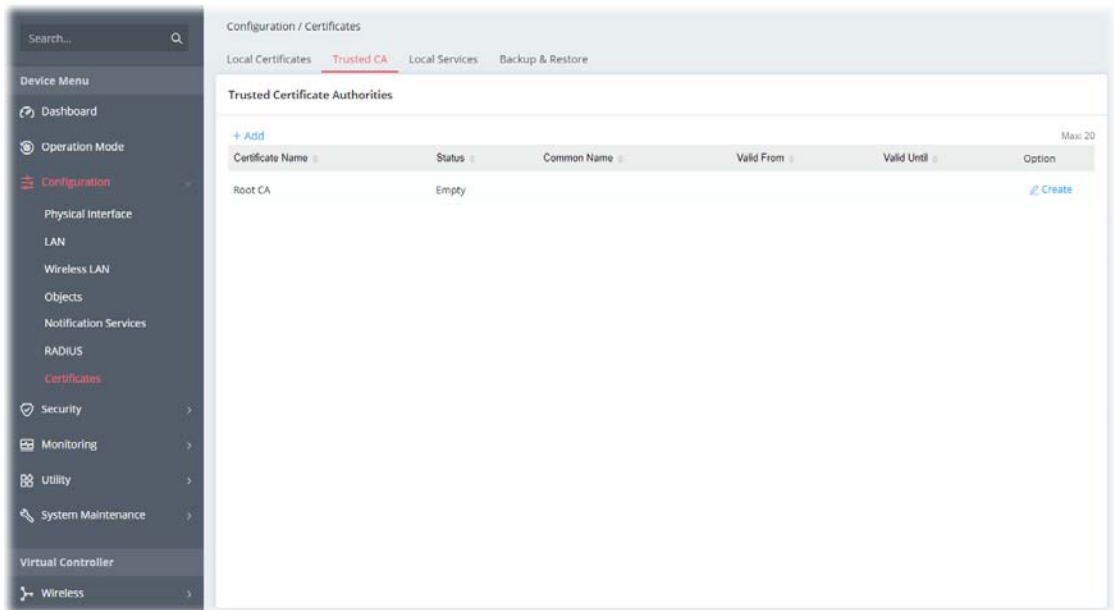 Search...
Device Menu
Dashboard
Operation Mode
Configuration
Physical Interface
LAN
Wireless LAN
Objects
Notification Services
RADIUS
Certificates
Security
Monitoring
Utility
System Maintenance
Virtual Controller
Wireless
Configuration / Certificates
Local Certificates Trusted CA Local Services Backup & Restore
Trusted Certificate Authorities
+ Add Max: 20
Certificate Name Status Common Name Valid From Valid Until Option
Root CA Empty Create